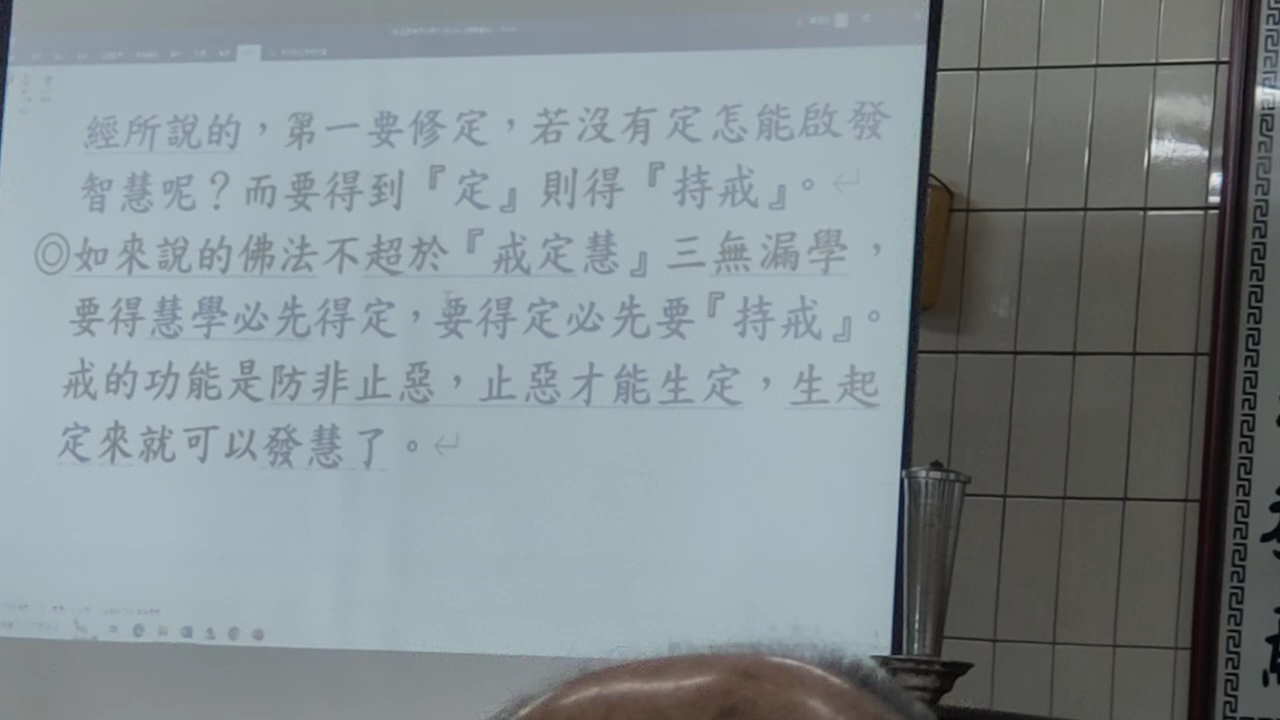 經所說的，第一要修定，若沒有定怎能啟發
智慧呢？而要得到『定』則得『持戒』。↵
◎如來說的佛法不超於『戒定慧』三無漏學，
要得慧學必先得定，要得定必先要『持戒』。
戒的功能是防非止惡，止惡才能生定，生起
定來就可以發慧了。↵